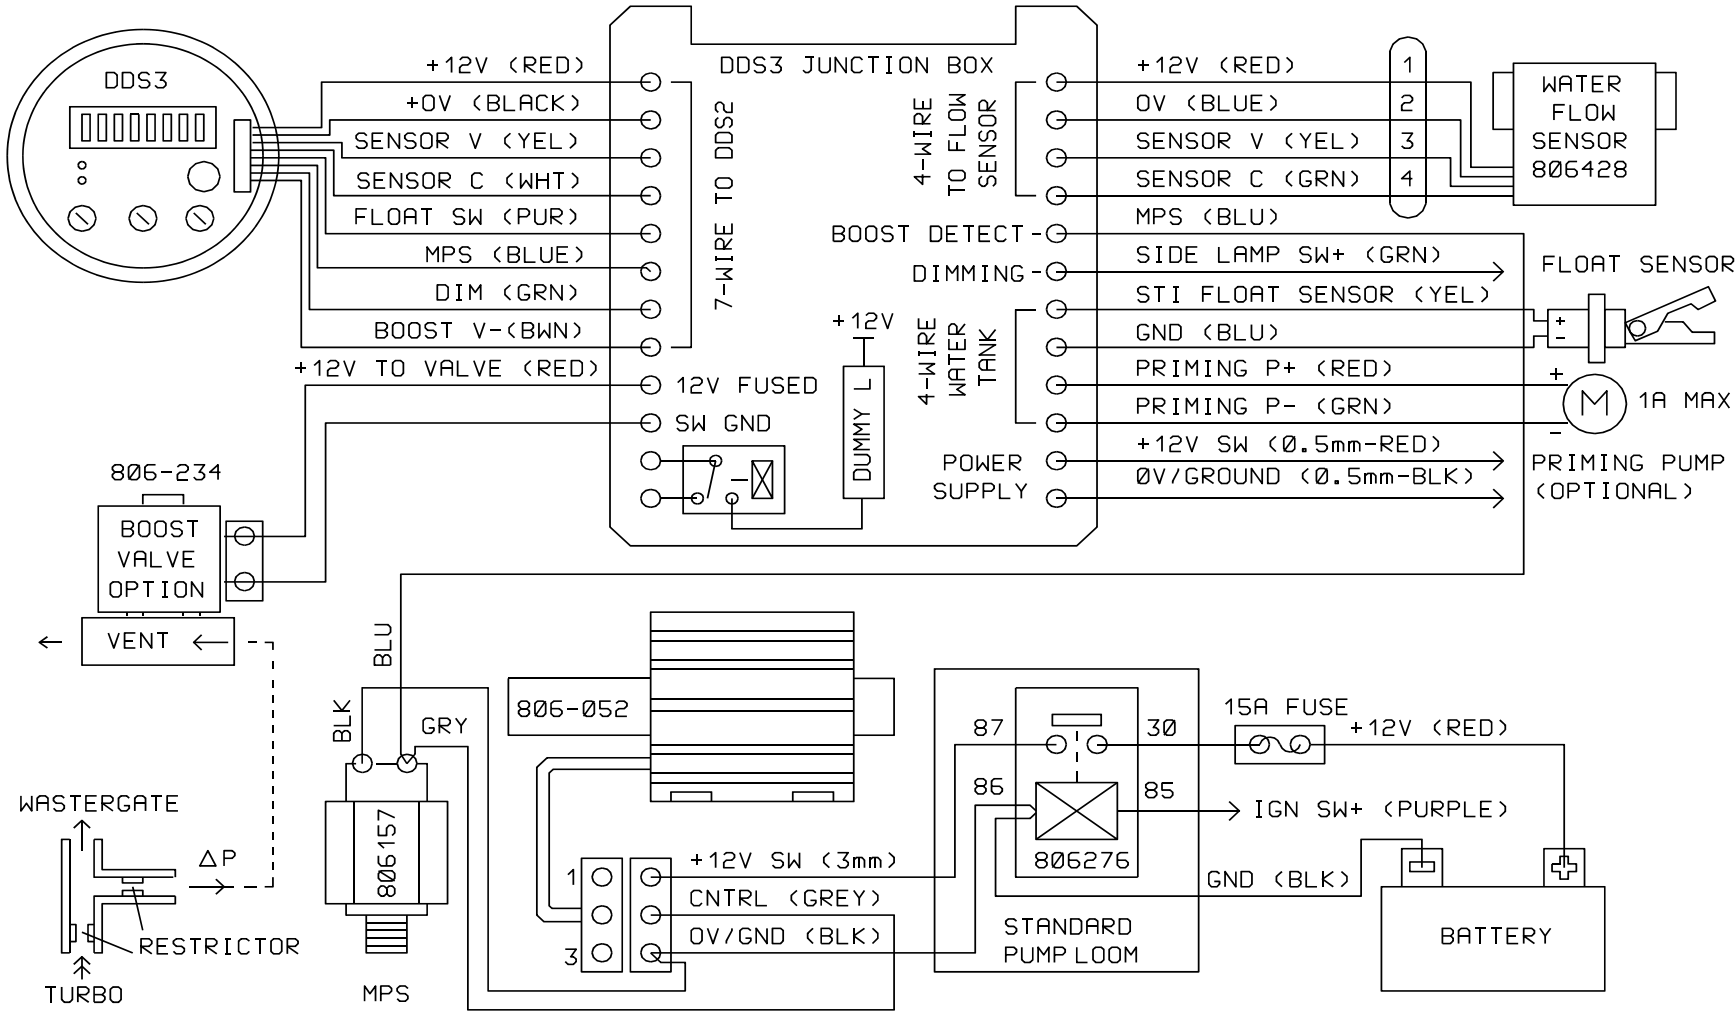 DDS3
+12V (RED)
+0V (BLACK)
SENSOR V (YEL)
SENSOR C (WHT)
FLOAT SW (PUR)
MPS (BLUE)
DIM (GRN)
BOOST V-(BWN)
+12V TO VALVE (RED)
DDS3 JUNCTION BOX
7-WIRE TO DDS2
4-WIRE
TO FLOW
SENSOR
BOOST DETECT
DIMMING
+12V
DUMMY L
4-WIRE
WATER
TANK
12V FUSED
SW GND
POWER
SUPPLY
+12V (RED)
0V (BLUE)
SENSOR V (YEL)
SENSOR C (GRN)
1
2
3
4
WATER
FLOW
SENSOR
806428
MPS (BLU)
SIDE LAMP SW+ (GRN)
STI FLOAT SENSOR (YEL)
GND (BLU)
PRIMING P+ (RED)
PRIMING P- (GRN)
+12V SW (0.5mm-RED)
0V/GROUND (0.5mm-BLK)
FLOAT SENSOR
+
-
+
M
-
1A MAX
PRIMING PUMP
(OPTIONAL)
806-234
BOOST
VALVE
OPTION
VENT
WASTERGATE
ΔP
RESTRICTOR
TURBO
BLU
BLK
GRY
806157
MPS
806-052
1
3
+12V SW (3mm)
CNTRL (GREY)
0V/GND (BLK)
87
30
86
85
806276
STANDARD
PUMP LOOM
15A FUSE
+12V (RED)
IGN SW+ (PURPLE)
GND (BLK)
BATTERY